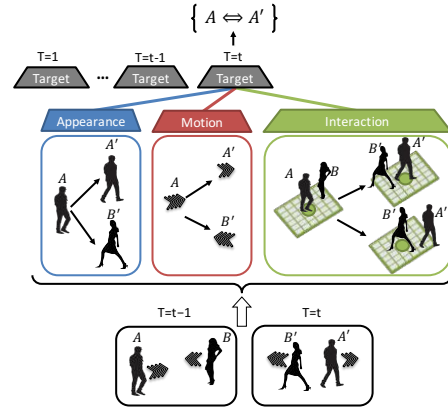 { A ⇔ A′ }
T=1 T=t-1 T=t
Target ... Target Target
Appearance Motion Interaction
A A′ B′
A A′ B′
A B B′ A′ B′ A′
T=t−1 T=t
A B B′ A′